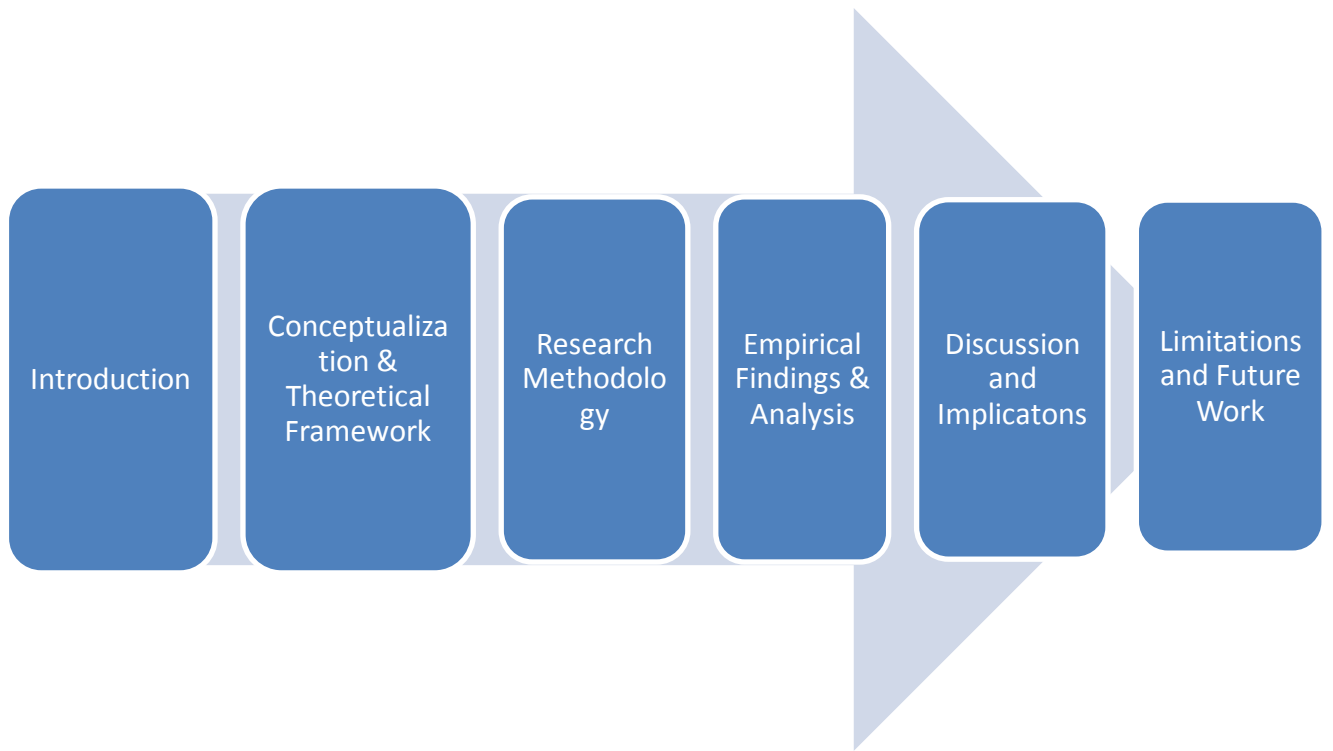 Introduction
Conceptualiza
tion &
Theoretical
Framework
Research
Methodolo
gy
Empirical
Findings &
Analysis
Discussion
and
Implicatons
Limitations
and Future
Work